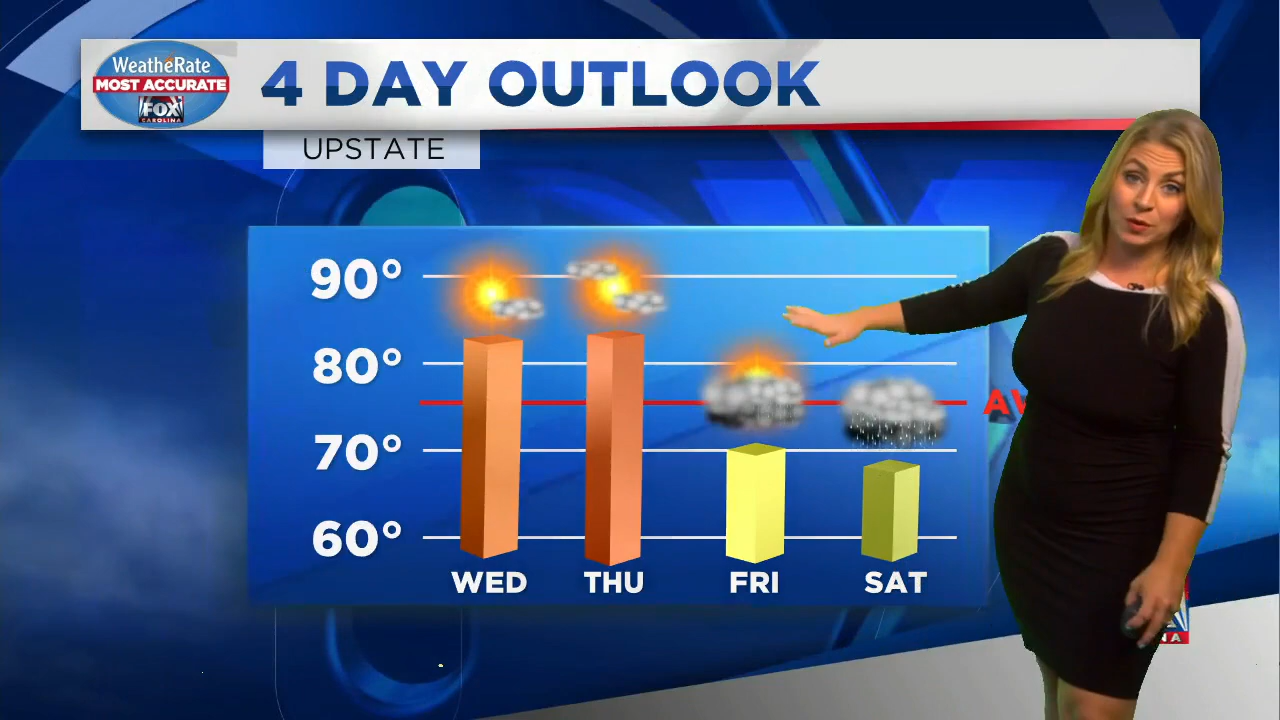 WeatheRate
MOST ACCURATE
FOX
CAROLINA
4 DAY OUTLOOK
UPSTATE
90°
80°
70°
60°
WED THU FRI SAT